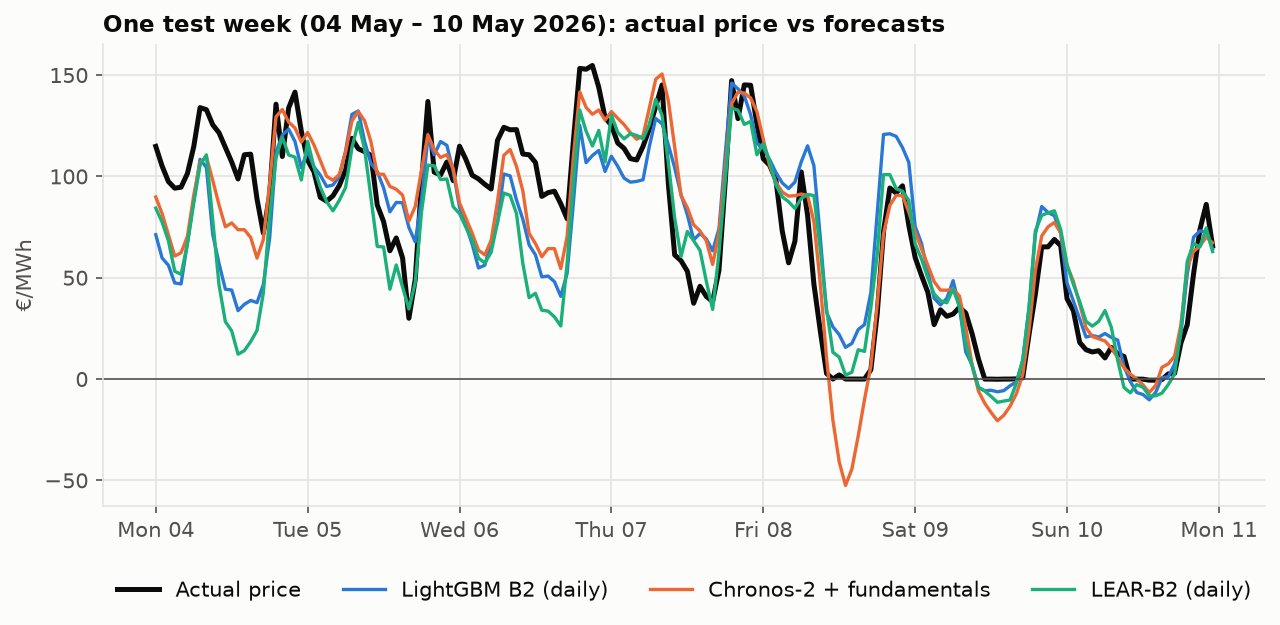 One test week (04 May – 10 May 2026): actual price vs forecasts
€/MWh
150
100
50
0
−50
Mon 04 Tue 05 Wed 06 Thu 07 Fri 08 Sat 09 Sun 10 Mon 11
Actual price LightGBM B2 (daily) Chronos-2 + fundamentals LEAR-B2 (daily)